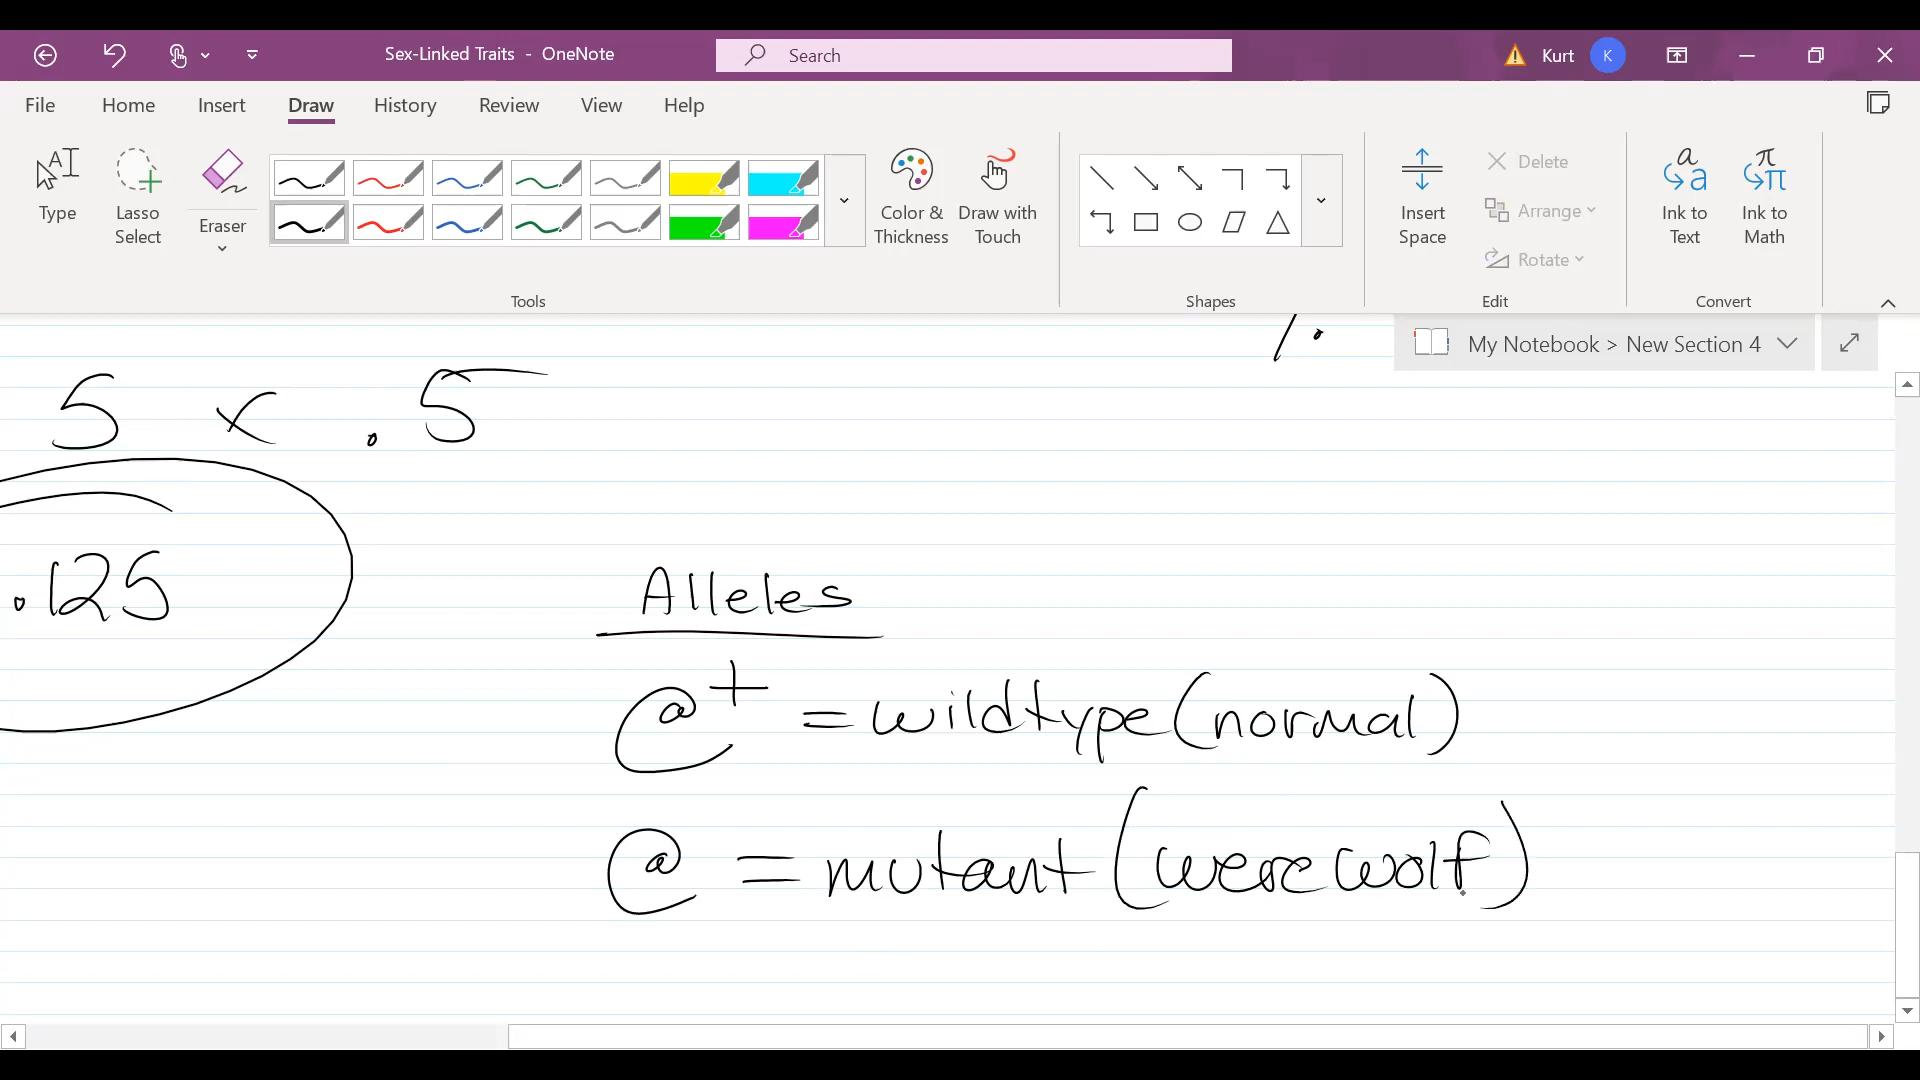 Sex-Linked Traits - OneNote
Search
Kurt
K
File Home Insert Draw History Review View Help
Type
Lasso Select
Eraser
Color & Thickness
Draw with Touch
Insert Space
Delete
Arrange
Rotate
Ink to Text
Ink to Math
Tools
Shapes
Edit
Convert
My Notebook > New Section 4
5 x .5
.125
Alleles
@+ = wildtype (normal)
@ = mutant (werewolf)